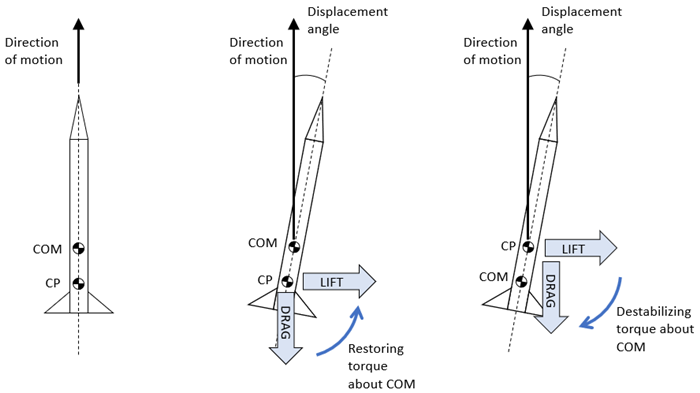 Direction
of motion
COM
CP
Displacement
angle
Direction
of motion
COM
CP
LIFT
DRAG
Restoring
torque
about COM
Displacement
angle
Direction
of motion
CP
LIFT
COM
DRAG
Destabilizing
torque about
COM